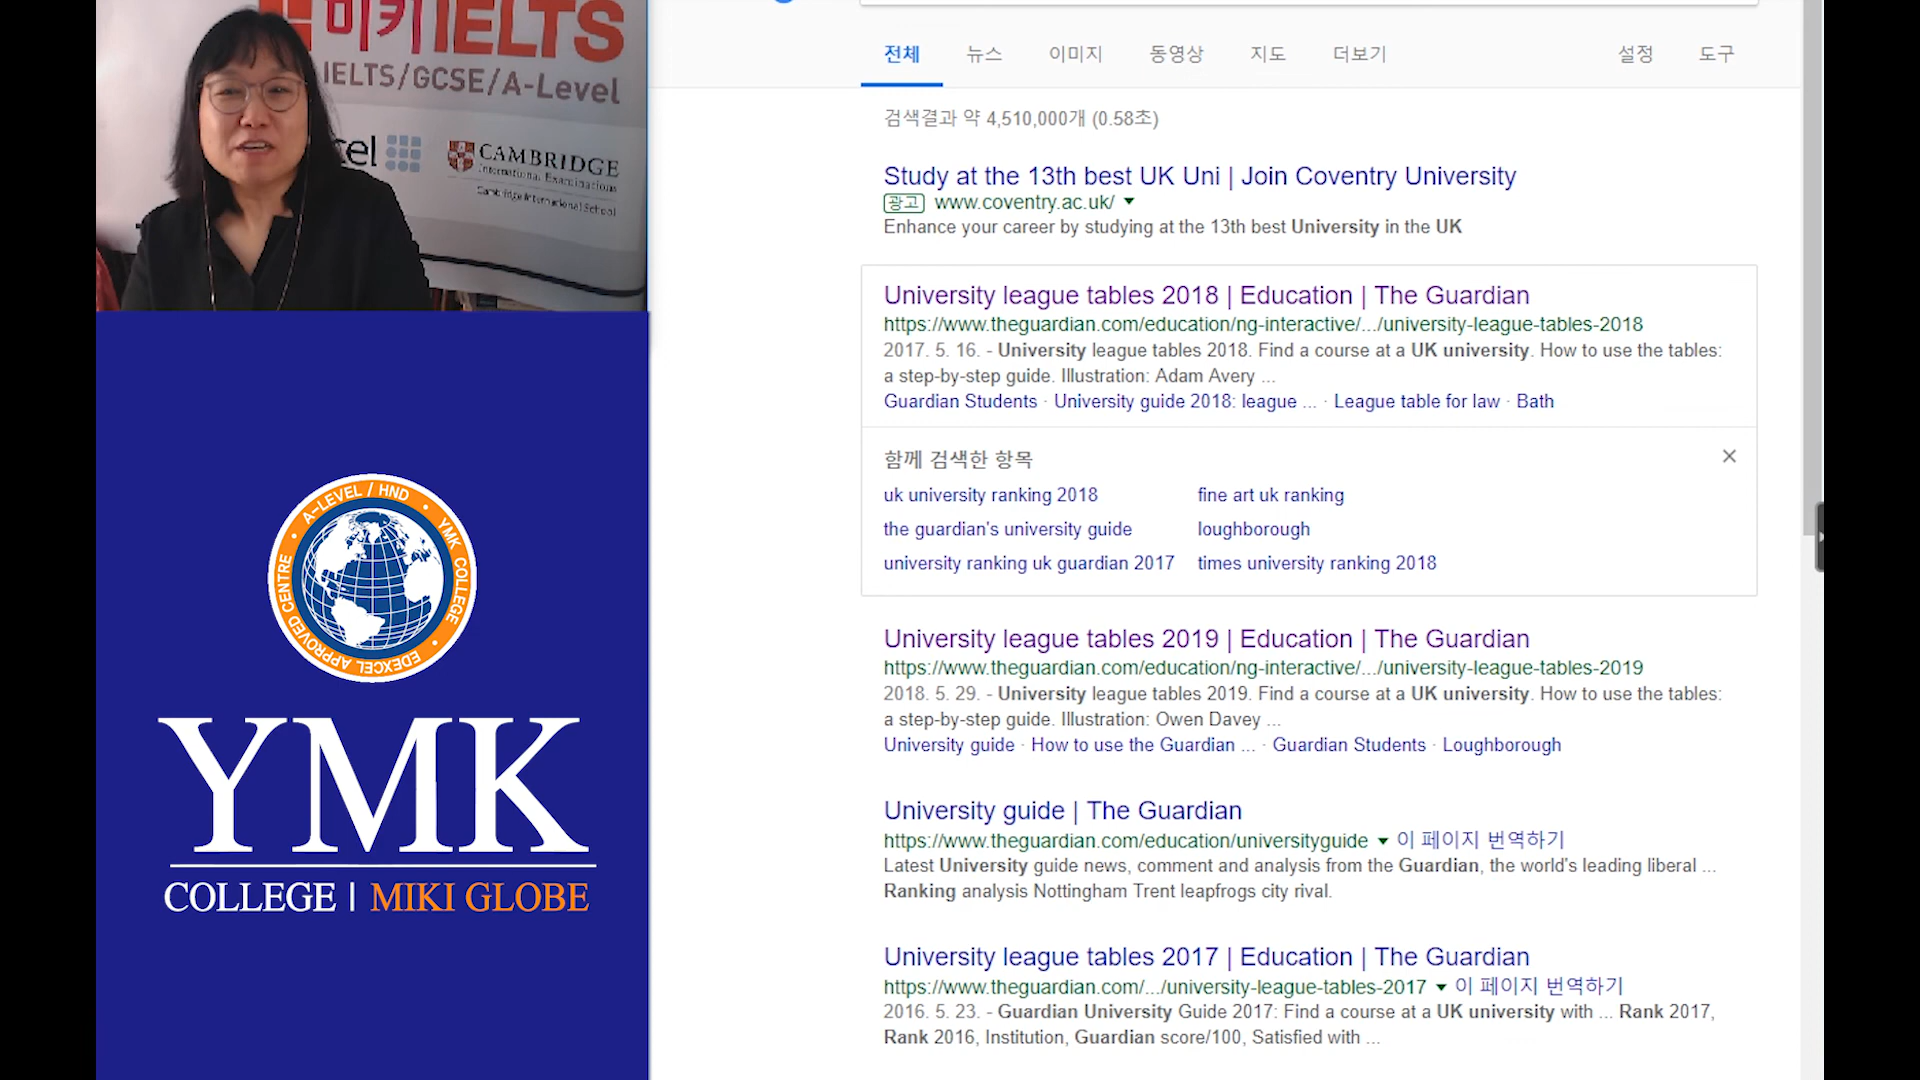 미키IELTS
IELTS/GCSE/A-Level
cel
CAMBRIDGE
International Examinations
Cambridge International School
A-LEVEL / HND • YMK COLLEGE • EDEXCEL APPROVED CENTRE •
YMK
COLLEGE | MIKI GLOBE
전체 뉴스 이미지 동영상 지도 더보기 설정 도구
검색결과 약 4,510,000개 (0.58초)
Study at the 13th best UK Uni | Join Coventry University
광고 www.coventry.ac.uk/
Enhance your career by studying at the 13th best University in the UK
University league tables 2018 | Education | The Guardian
https://www.theguardian.com/education/ng-interactive/.../university-league-tables-2018
2017. 5. 16. - University league tables 2018. Find a course at a UK university. How to use the tables:
a step-by-step guide. Illustration: Adam Avery ...
Guardian Students · University guide 2018: league ... · League table for law · Bath
함께 검색한 항목
uk university ranking 2018 fine art uk ranking
the guardian's university guide loughborough
university ranking uk guardian 2017 times university ranking 2018
University league tables 2019 | Education | The Guardian
https://www.theguardian.com/education/ng-interactive/.../university-league-tables-2019
2018. 5. 29. - University league tables 2019. Find a course at a UK university. How to use the tables:
a step-by-step guide. Illustration: Owen Davey ...
University guide · How to use the Guardian ... · Guardian Students · Loughborough
University guide | The Guardian
https://www.theguardian.com/education/universityguide 이 페이지 번역하기
Latest University guide news, comment and analysis from the Guardian, the world's leading liberal ...
Ranking analysis Nottingham Trent leapfrogs city rival.
University league tables 2017 | Education | The Guardian
https://www.theguardian.com/.../university-league-tables-2017 이 페이지 번역하기
2016. 5. 23. - Guardian University Guide 2017: Find a course at a UK university with ... Rank 2017,
Rank 2016, Institution, Guardian score/100, Satisfied with ...